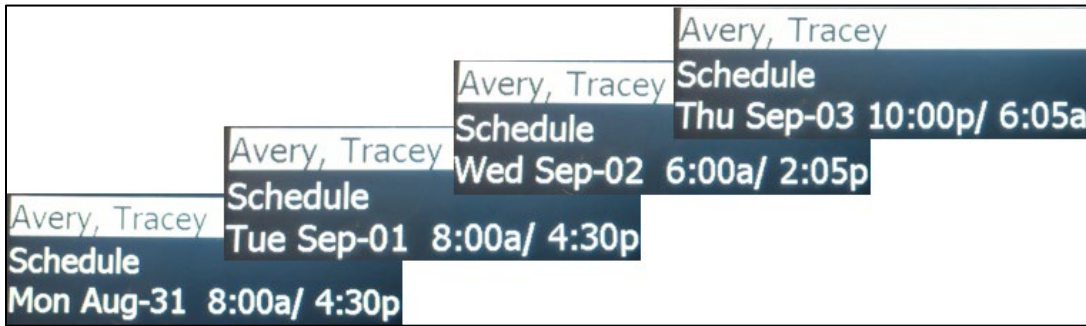 Avery, Tracey
Schedule
Mon Aug-31 8:00a/ 4:30p
Avery, Tracey
Schedule
Tue Sep-01 8:00a/ 4:30p
Avery, Tracey
Schedule
Wed Sep-02 6:00a/ 2:05p
Avery, Tracey
Schedule
Thu Sep-03 10:00p/ 6:05a